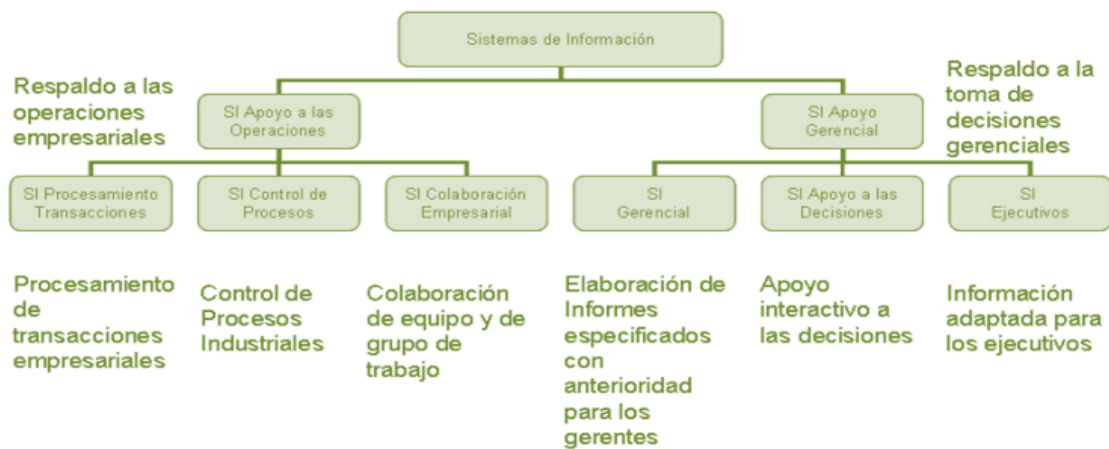 Sistemas de Información
Respaldo a las
operaciones
empresariales
SI Apoyo a las
Operaciones
SI Apoyo
Gerencial
Respaldo a la
toma de
decisiones
gerenciales
SI Procesamiento
Transacciones
SI Control de
Procesos
SI Colaboración
Empresarial
SI
Gerencial
SI Apoyo a las
Decisiones
SI
Ejecutivos
Procesamiento
de
transacciones
empresariales
Control de
Procesos
Industriales
Colaboración
de equipo y de
grupo de
trabajo
Elaboración de
Informes
especificados
con
anterioridad
para los
gerentes
Apoyo
interactivo a
las decisiones
Información
adaptada para
los ejecutivos